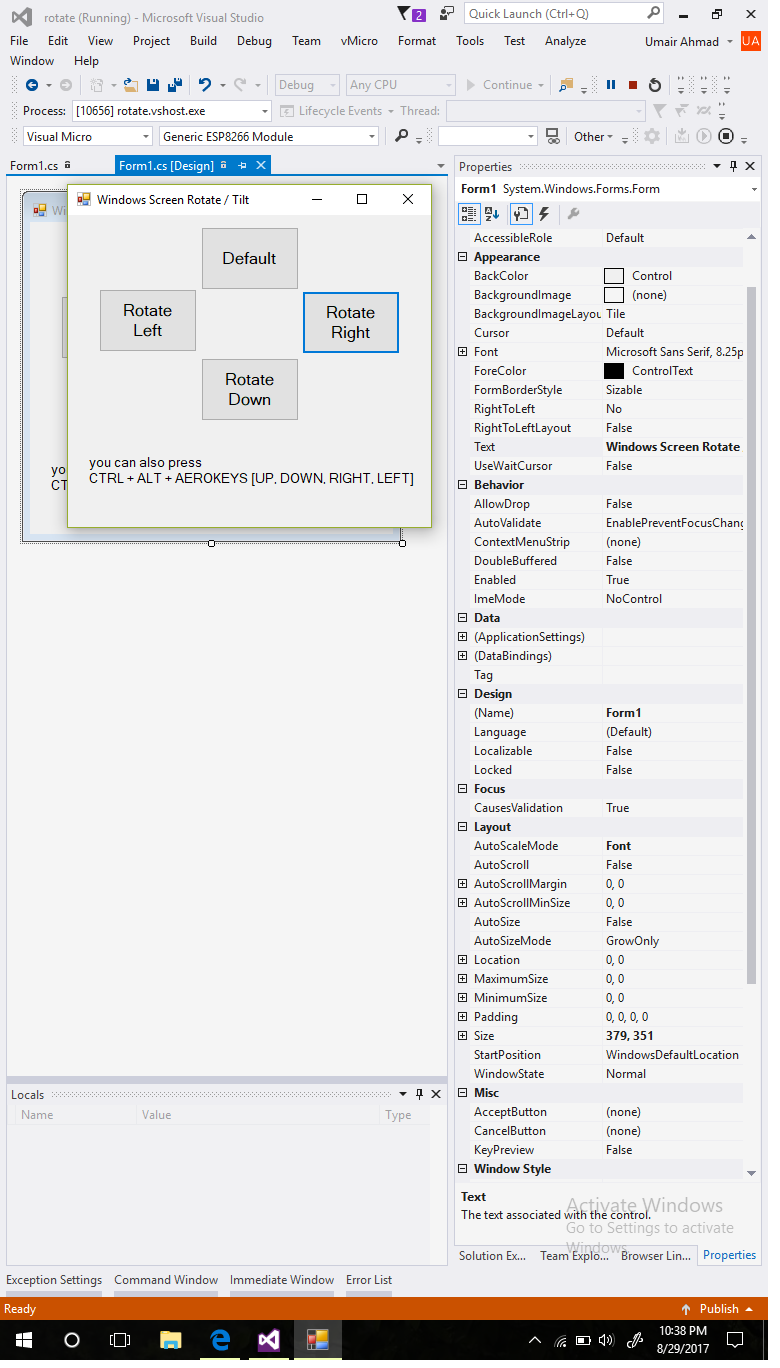 rotate (Running) - Microsoft Visual Studio
2
Quick Launch (Ctrl+Q)
File Edit View Project Build Debug Team vMicro Format Tools Test Analyze
Umair Ahmad UA
Window Help
Debug Any CPU Continue
Process: [10656] rotate.vshost.exe Lifecycle Events Thread:
Visual Micro Generic ESP8266 Module Other
Form1.cs Form1.cs [Design]
Wi
Windows Screen Rotate / Tilt
Default
Rotate
Left
Rotate
Right
Rotate
Down
you can also press
CTRL + ALT + AEROKEYS [UP, DOWN, RIGHT, LEFT]
yo
CT
Properties
Form1 System.Windows.Forms.Form
AccessibleRole Default
Appearance
BackColor Control
BackgroundImage (none)
BackgroundImageLayou Tile
Cursor Default
Font Microsoft Sans Serif, 8.25p
ForeColor ControlText
FormBorderStyle Sizable
RightToLeft No
RightToLeftLayout False
Text Windows Screen Rotate
UseWaitCursor False
Behavior
AllowDrop False
AutoValidate EnablePreventFocusChang
ContextMenuStrip (none)
DoubleBuffered False
Enabled True
ImeMode NoControl
Data
(ApplicationSettings)
(DataBindings)
Tag
Design
(Name) Form1
Language (Default)
Localizable False
Locked False
Focus
CausesValidation True
Layout
AutoScaleMode Font
AutoScroll False
AutoScrollMargin 0, 0
AutoScrollMinSize 0, 0
AutoSize False
AutoSizeMode GrowOnly
Location 0, 0
MaximumSize 0, 0
MinimumSize 0, 0
Padding 0, 0, 0, 0
Size 379, 351
StartPosition WindowsDefaultLocation
WindowState Normal
Misc
AcceptButton (none)
CancelButton (none)
KeyPreview False
Window Style
Text
The text associated with the control.
Activate Windows
Go to Settings to activate
Windows.
Locals
Name Value Type
Solution Ex... Team Explo... Browser Lin... Properties
Exception Settings Command Window Immediate Window Error List
Ready Publish
10:38 PM
8/29/2017